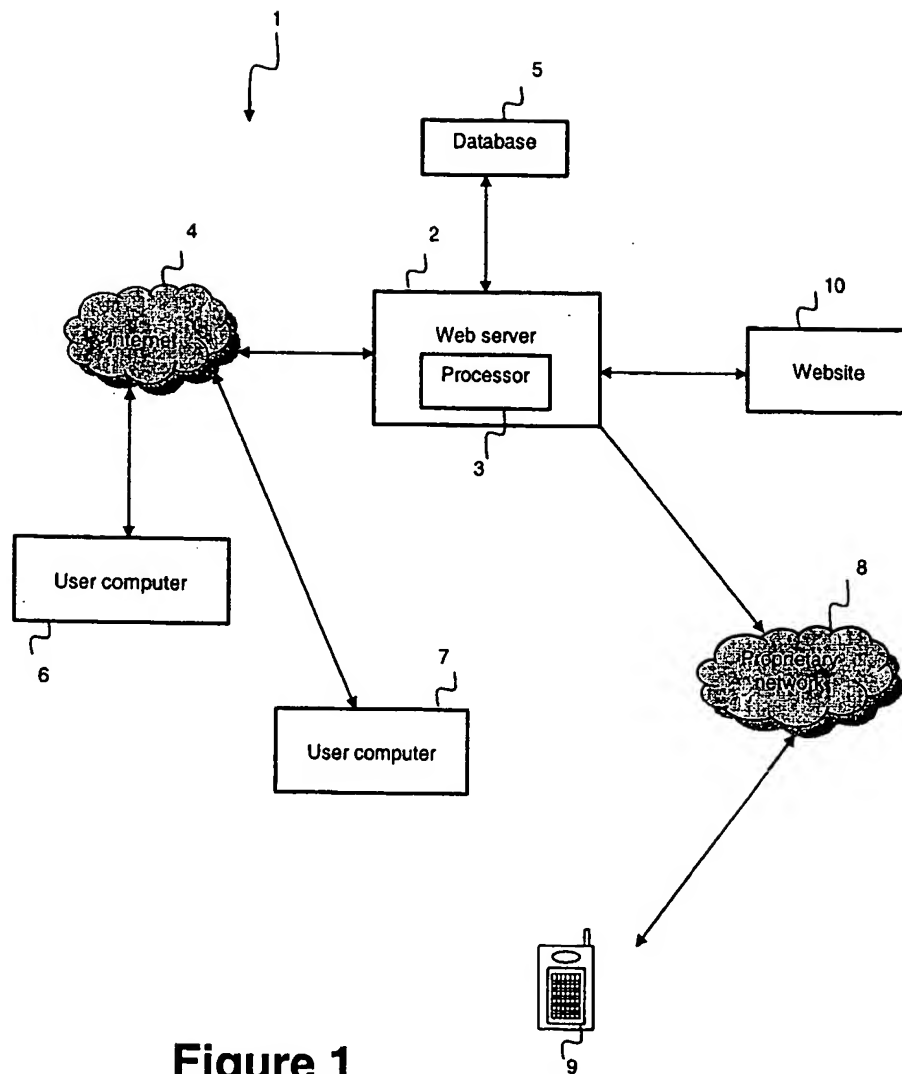 1
5
Database
4
2
10
Internet
Web server
Processor
Website
3
User computer
8
6
7
Proprietary
network
User computer
9
Figure 1